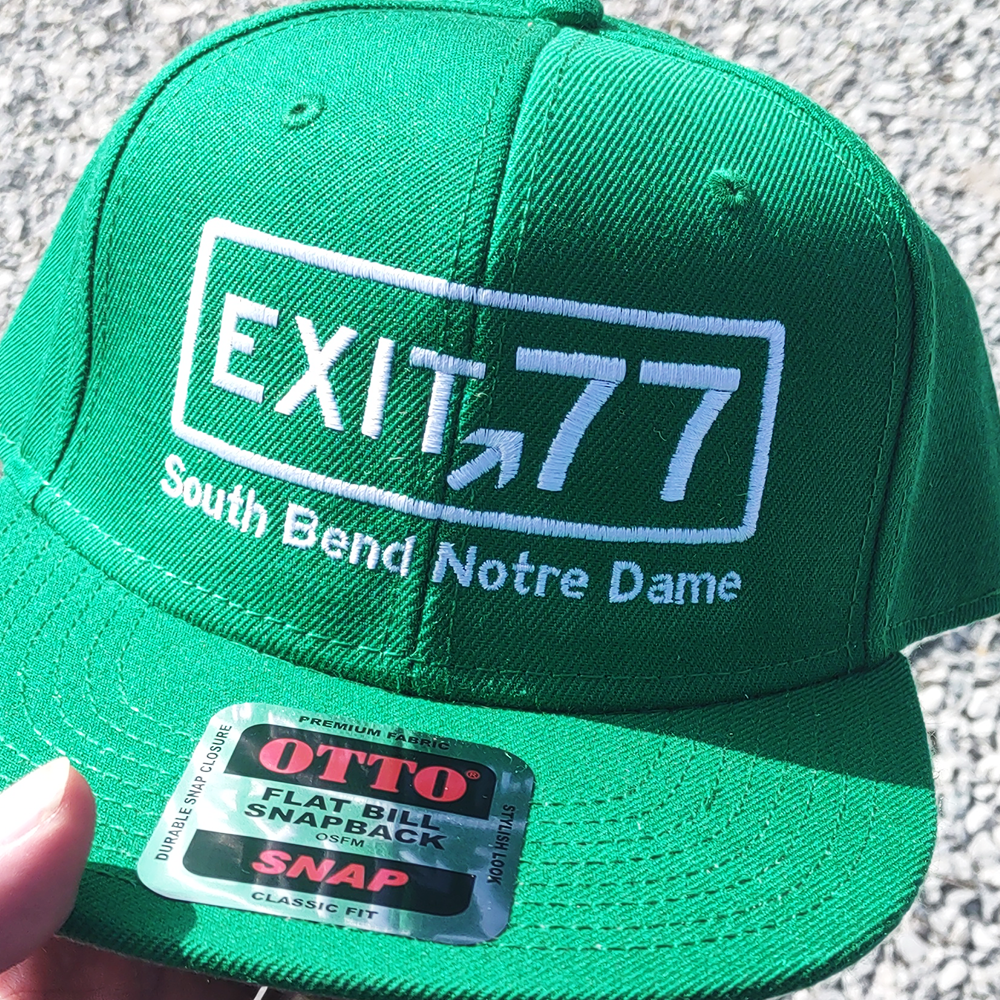 EXIT 77
South Bend Notre Dame
PREMIUM FABRIC
DURABLE SNAP CLOSURE
OTTO®
FLAT BILL
SNAPBACK
OSFM
STYLISH LOOK
SNAP
CLASSIC FIT